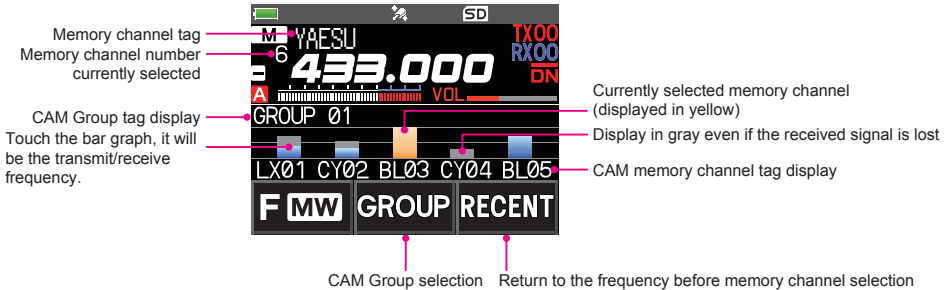 Memory channel tag
Memory channel number
currently selected
CAM Group tag display
Touch the bar graph, it will
be the transmit/receive
frequency.
SD
M YAESU TX00
6 RX00
433.000 DN
A VOL
GROUP 01
LX01 CY02 BL03 CY04 BL05
F MW GROUP RECENT
Currently selected memory channel
(displayed in yellow)
Display in gray even if the received signal is lost
CAM memory channel tag display
CAM Group selection
Return to the frequency before memory channel selection